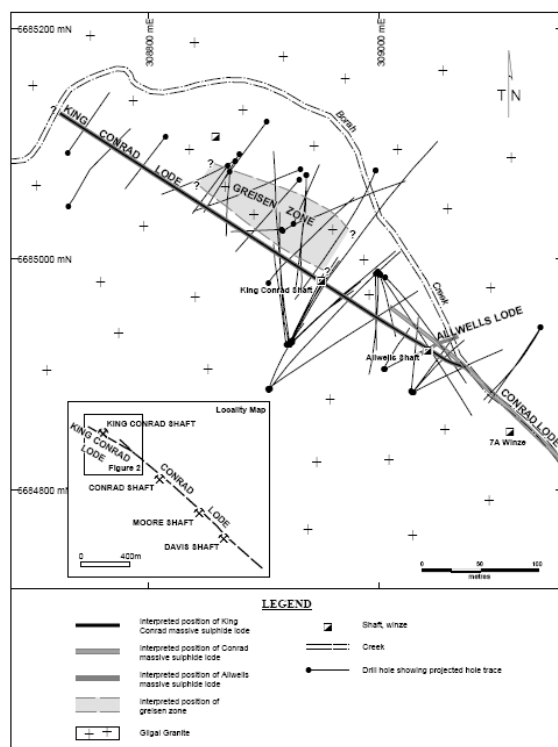 6685200 mN
308800 mE
309000 mE
T N
Borah
Creek
?
KING CONRAD LODE
?
GREISEN ZONE
?
?
?
6685000 mN
King Conrad Shaft
ALLWELLS LODE
Allwells Shaft
CONRAD LODE
7A Winze
6684800 mN
Locality Map
KING CONRAD SHAFT
KING CONRAD
LODE
Figure 2
CONRAD LODE
CONRAD SHAFT
MOORE SHAFT
DAVIS SHAFT
0 400m
0 50 100
metres
LEGEND
Interpreted position of King
Conrad massive sulphide lode
Interpreted position of Conrad
massive sulphide lode
Interpreted position of Allwells
massive sulphide lode
Interpreted position of
greisen zone
Gilgai Granite
Shaft, winze
Creek
Drill hole showing projected hole trace